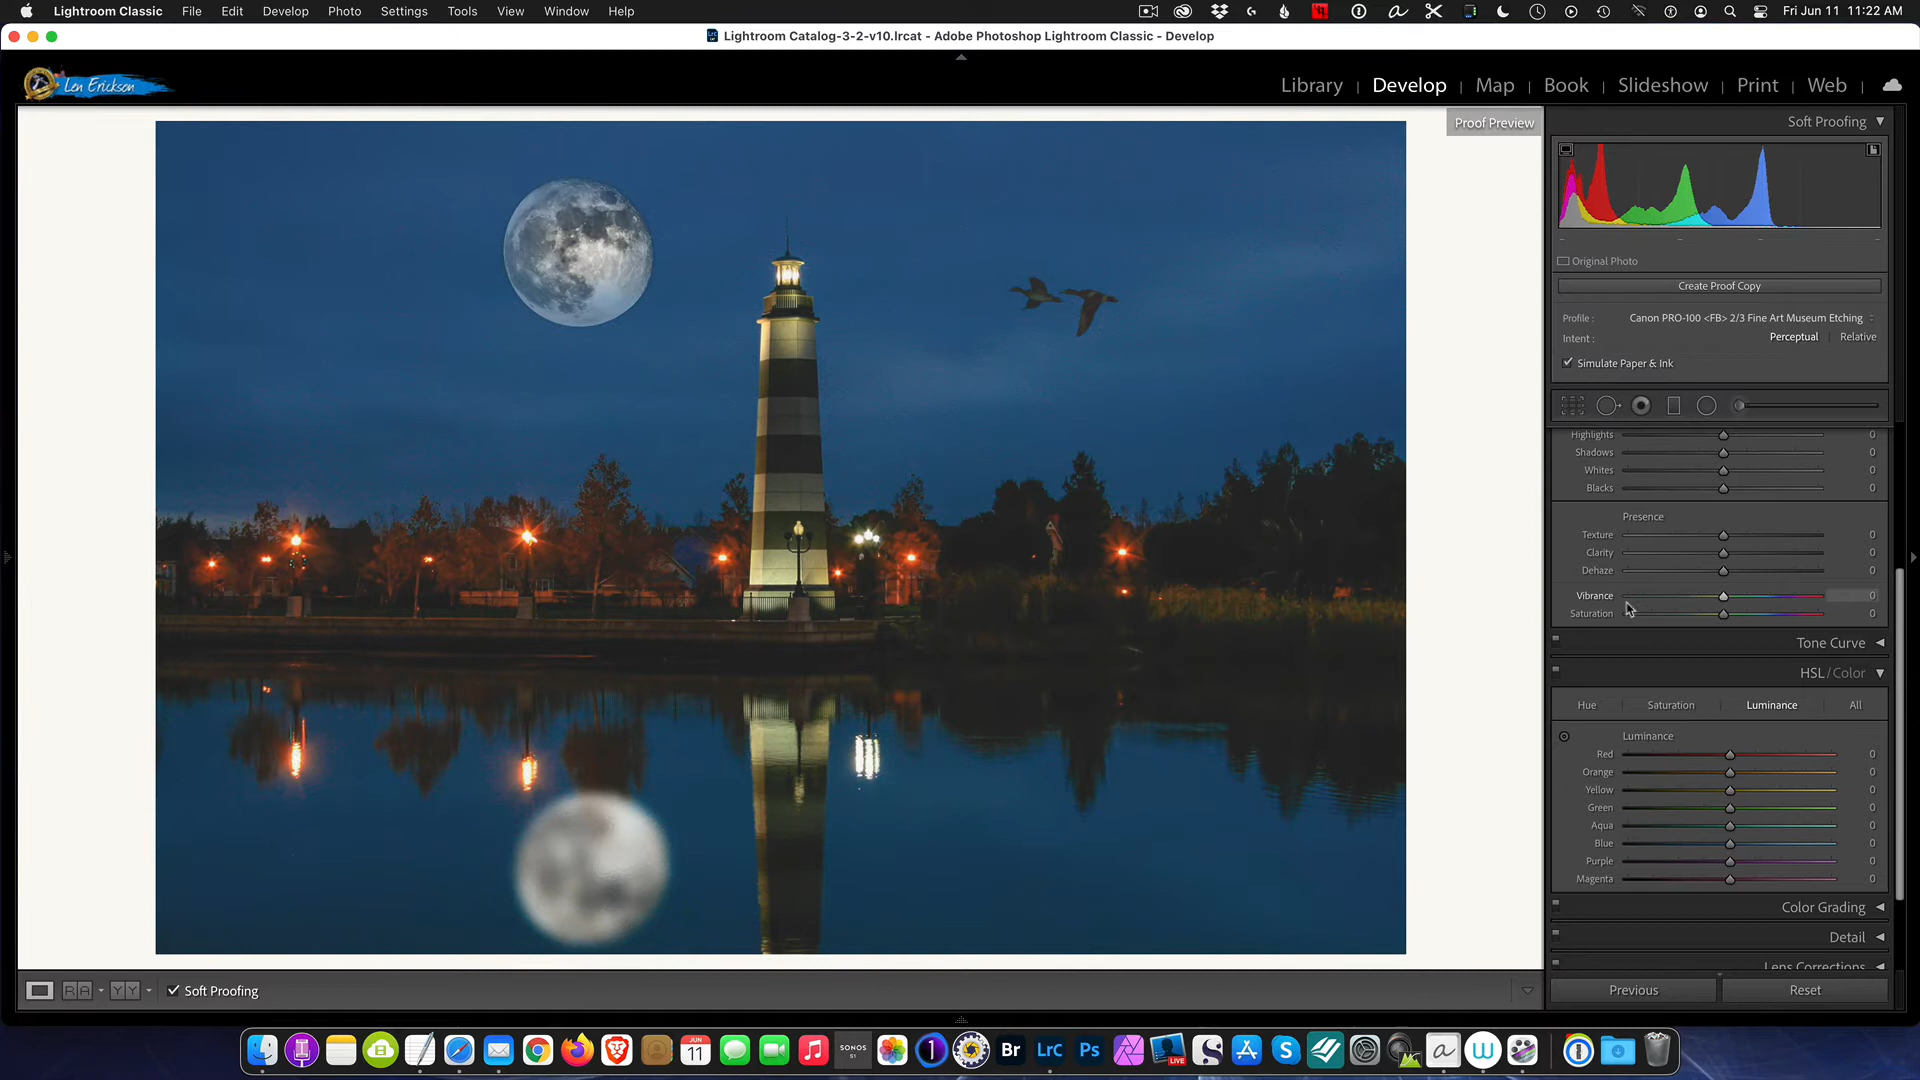 Lightroom Classic File Edit Develop Photo Settings Tools View Window Help Fri Jun 11 11:22 AM
Lightroom Catalog-3-2-v10.lrcat - Adobe Photoshop Lightroom Classic - Develop
Len Erickson
Library | Develop | Map | Book | Slideshow | Print | Web
Proof Preview
Soft Proofing
Original Photo
Create Proof Copy
Profile : Canon PRO-100 <FB> 2/3 Fine Art Museum Etching
Intent : Perceptual Relative
Simulate Paper & Ink
Highlights 0
Shadows 0
Whites 0
Blacks 0
Presence
Texture 0
Clarity 0
Dehaze 0
Vibrance 0
Saturation 0
Tone Curve
HSL / Color
Hue Saturation Luminance All
Luminance
Red 0
Orange 0
Yellow 0
Green 0
Aqua 0
Blue 0
Purple 0
Magenta 0
Color Grading
Detail
Lens Corrections
Previous Reset
R A Y Y Soft Proofing
JUN
11
SONOS
S1
1
Br
LrC
Ps
LIVE
S
a
W